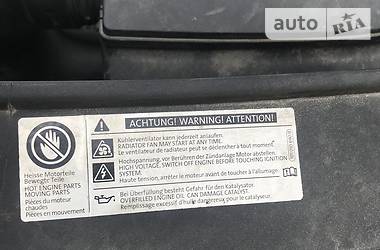 auto RIA
ACHTUNG! WARNING! ATTENTION!
Kühlerventilator kann jederzeit anlaufen.
RADIATOR FAN MAY START AT ANY TIME.
Le ventilateur de radiateur peut se déclencher à tout moment
Hochspannung, vor Berühren der Zündanlage Motor abstellen.
HIGH VOLTAGE, SWITCH OFF ENGINE BEFORE TOUCHING IGNITION
SYSTEM.
Haute tension, arrêter le moteur avant de toucher à l'allumage.
Bei Überfüllung besteht Gefahr für den Katalysator.
OVERFILLED ENGINE OIL CAN DAMAGE CATALYST.
Remplissage excessif d'huile = dangereux pour le catalyseur.
Heisse Motorteile
Bewegte Teile
HOT ENGINE PARTS
MOVING PARTS
Pièces du moteur
chaudes
Pièces en mouvement